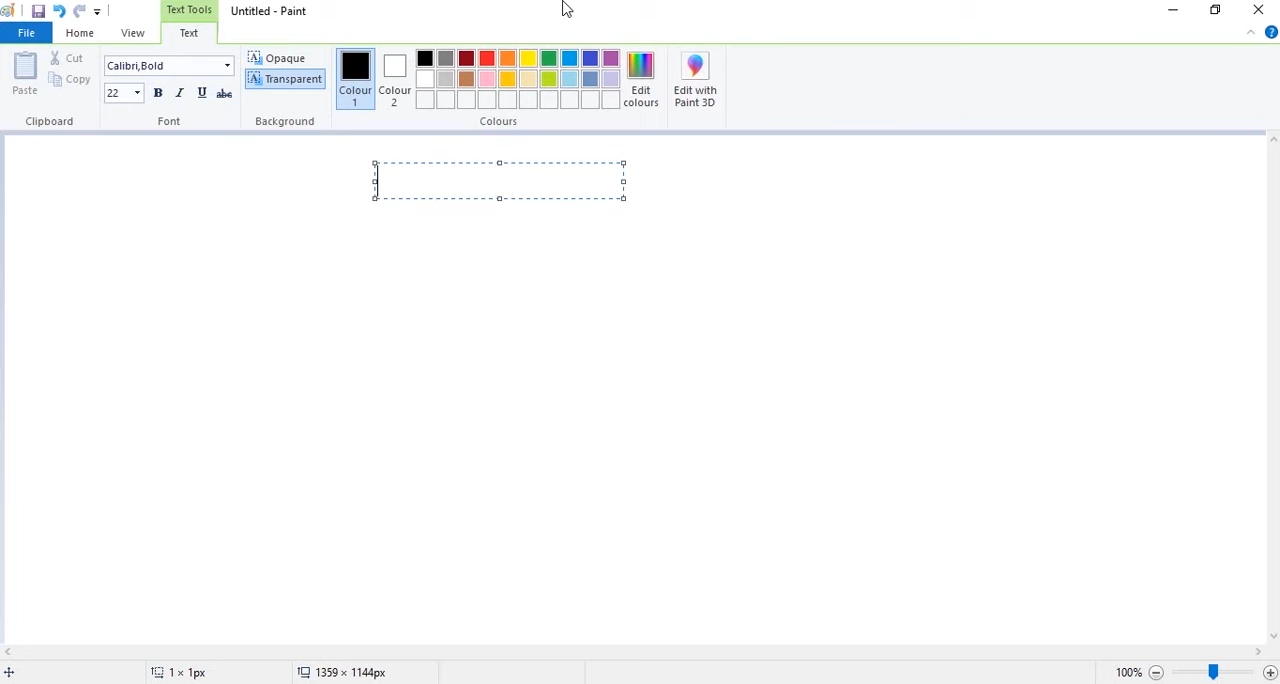 Text Tools Untitled - Paint
File Home View Text
Paste Cut Copy
Clipboard
Calibri,Bold
22 B I U abc
Font
Opaque
Transparent
Background
Colour 1
Colour 2
Edit colours
Colours
Edit with Paint 3D
1 × 1px 1359 × 1144px 100%